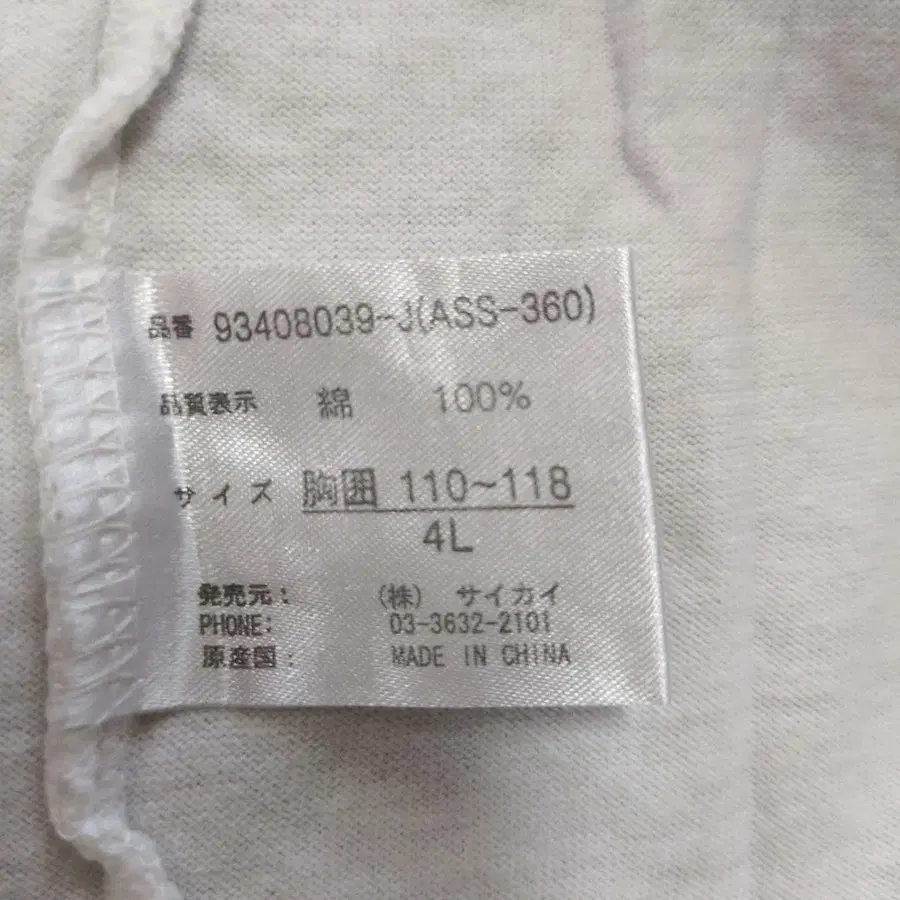 品番 93408039-J(ASS-360)
品質表示 綿 100%
サイズ 胸囲 110~118
4L
発売元: (株) サイカイ
PHONE: 03-3632-2101
原産国: MADE IN CHINA